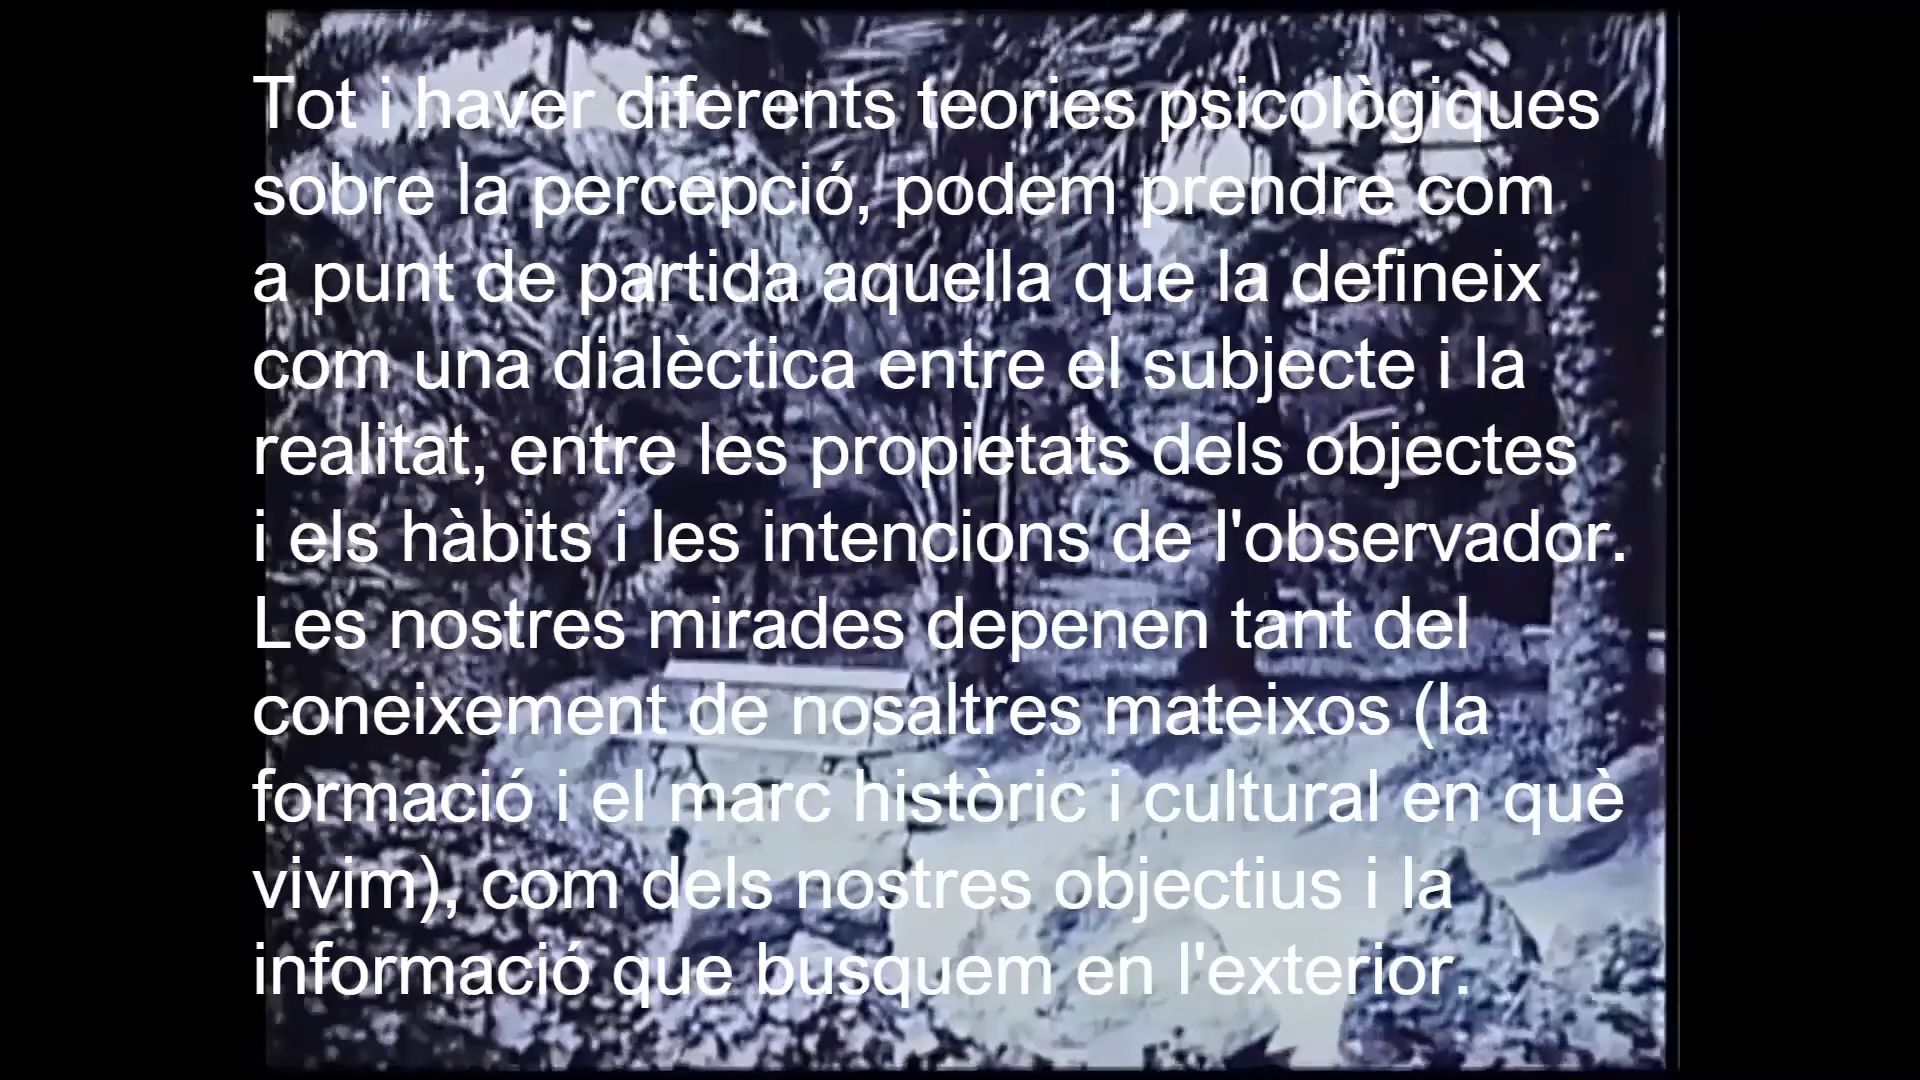 Tot i haver diferents teories psicològiques
sobre la percepció, podem prendre com
a punt de partida aquella que la defineix
com una dialèctica entre el subjecte i la
realitat, entre les propietats dels objectes
i els hàbits i les intencions de l'observador.
Les nostres mirades depenen tant del
coneixement de nosaltres mateixos (la
formació i el marc històric i cultural en què
vivim), com dels nostres objectius i la
informació que busquem en l'exterior.